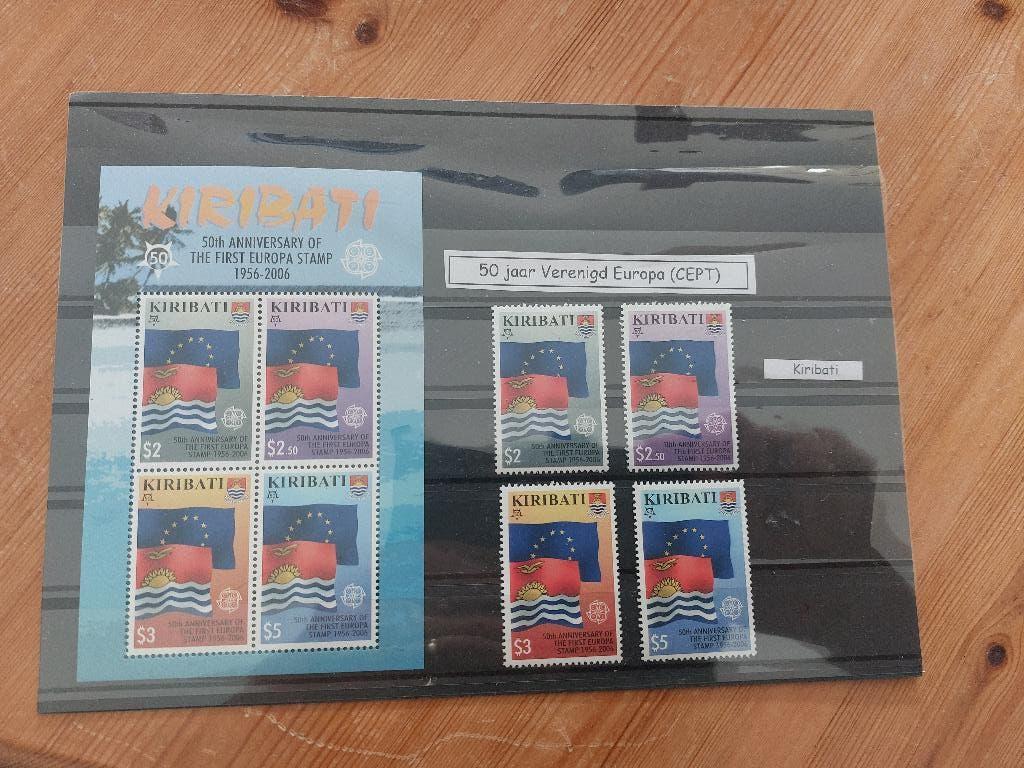 KIRIBATI
50th ANNIVERSARY OF
THE FIRST EUROPA STAMP
1956-2006
50
KIRIBATI
$2
50th ANNIVERSARY OF
THE FIRST EUROPA
STAMP 1956-2006
KIRIBATI
$2.50
50th ANNIVERSARY OF
THE FIRST EUROPA
STAMP 1956-2006
KIRIBATI
$3
50th ANNIVERSARY OF
THE FIRST EUROPA
STAMP 1956-2006
KIRIBATI
$5
50th ANNIVERSARY OF
THE FIRST EUROPA
STAMP 1956-2006
50 jaar Verenigd Europa (CEPT)
KIRIBATI
$2
50th ANNIVERSARY OF
THE FIRST EUROPA
STAMP 1956-2006
KIRIBATI
$2.50
50th ANNIVERSARY OF
THE FIRST EUROPA
STAMP 1956-2006
Kiribati
KIRIBATI
$3
50th ANNIVERSARY OF
THE FIRST EUROPA
STAMP 1956-2006
KIRIBATI
$5
50th ANNIVERSARY OF
THE FIRST EUROPA
STAMP 1956-2006